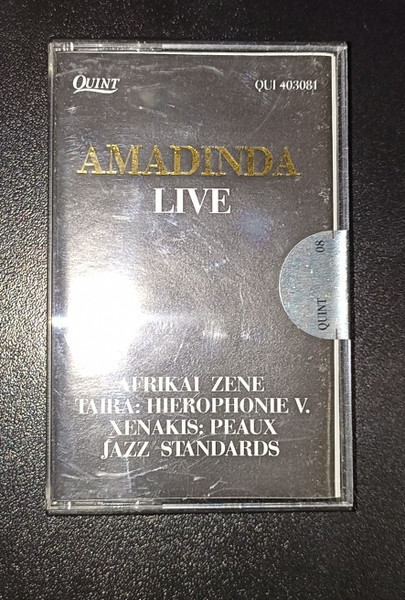 QUINT
QUI 403081
AMADINDA
LIVE
QUINT 08
AFRIKAI ZENE
TAIRA: HIEROPHONIE V.
XENAKIS: PEAUX
JAZZ STANDARDS